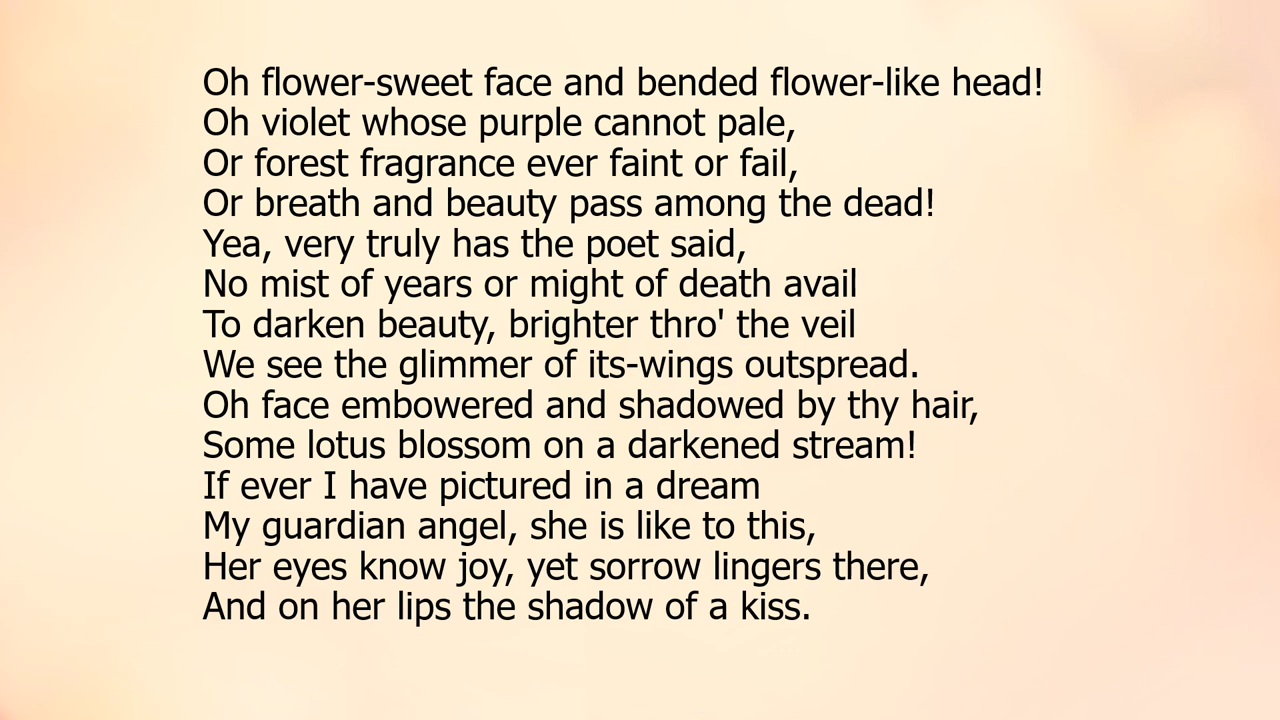 Oh flower-sweet face and bended flower-like head!
Oh violet whose purple cannot pale,
Or forest fragrance ever faint or fail,
Or breath and beauty pass among the dead!
Yea, very truly has the poet said,
No mist of years or might of death avail
To darken beauty, brighter thro' the veil
We see the glimmer of its-wings outspread.
Oh face embowered and shadowed by thy hair,
Some lotus blossom on a darkened stream!
If ever I have pictured in a dream
My guardian angel, she is like to this,
Her eyes know joy, yet sorrow lingers there,
And on her lips the shadow of a kiss.